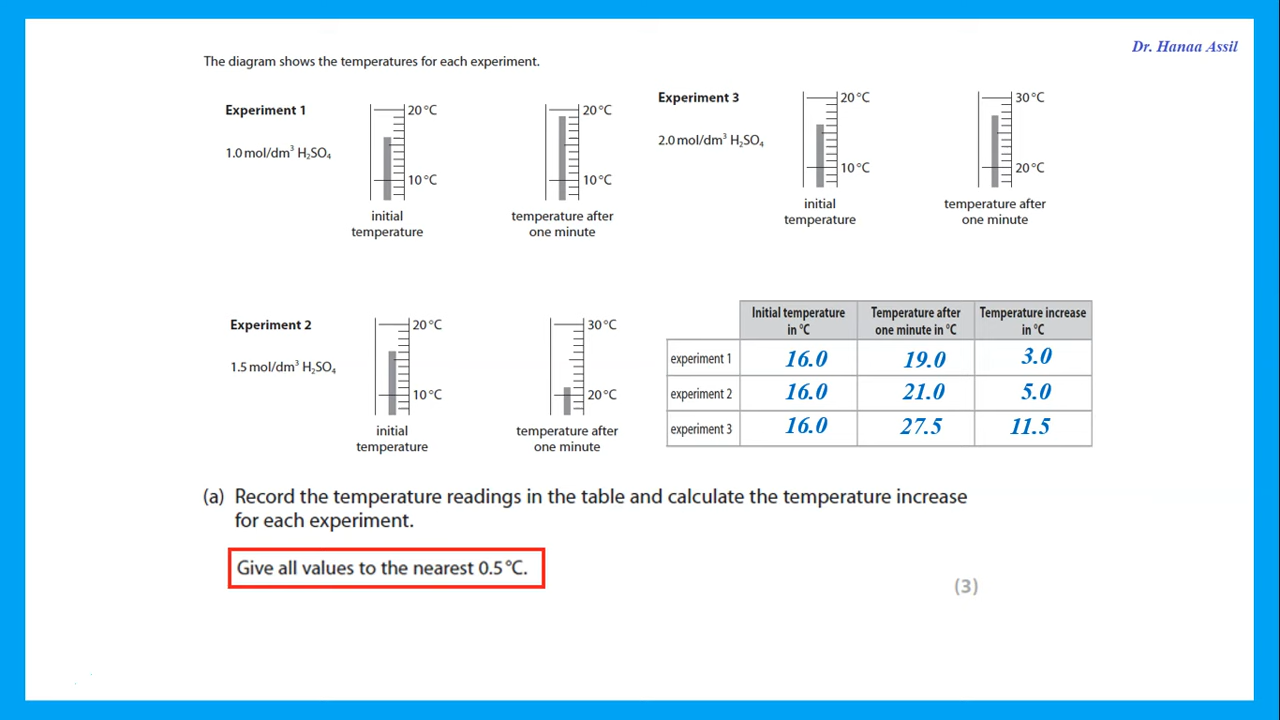 Dr. Hanaa Assil
The diagram shows the temperatures for each experiment.
Experiment 1
1.0 mol/dm³ H₂SO₄
20 °C
10 °C
initial
temperature
20 °C
10 °C
temperature after
one minute
Experiment 3
2.0 mol/dm³ H₂SO₄
20 °C
10 °C
initial
temperature
30 °C
20 °C
temperature after
one minute
Experiment 2
1.5 mol/dm³ H₂SO₄
20 °C
10 °C
initial
temperature
30 °C
20 °C
temperature after
one minute
Initial temperature in °C Temperature after one minute in °C Temperature increase in °C
experiment 1 16.0 19.0 3.0
experiment 2 16.0 21.0 5.0
experiment 3 16.0 27.5 11.5
(a) Record the temperature readings in the table and calculate the temperature increase
for each experiment.
Give all values to the nearest 0.5 °C.
(3)